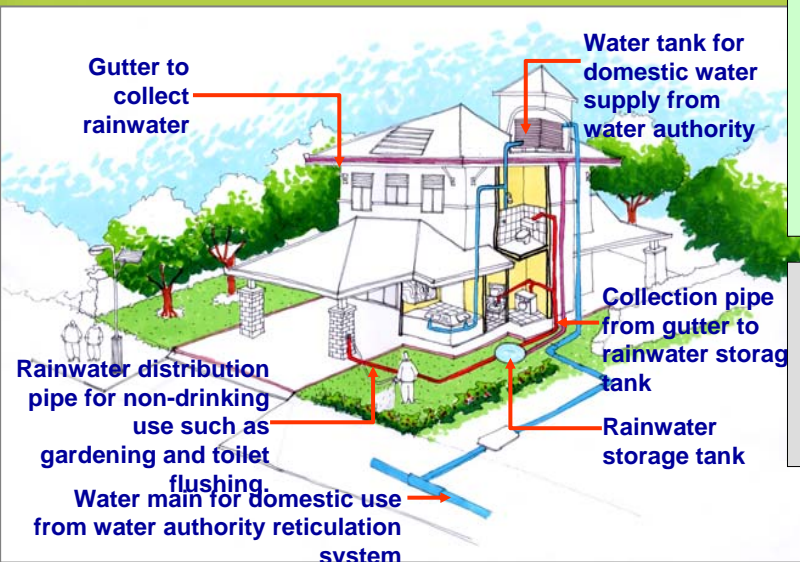 Gutter to
collect
rainwater
Water tank for
domestic water
supply from
water authority
Collection pipe
from gutter to
rainwater storag
tank
Rainwater distribution
pipe for non-drinking
use such as
gardening and toilet
flushing.
Rainwater
storage tank
Water main for domestic use
from water authority reticulation
system